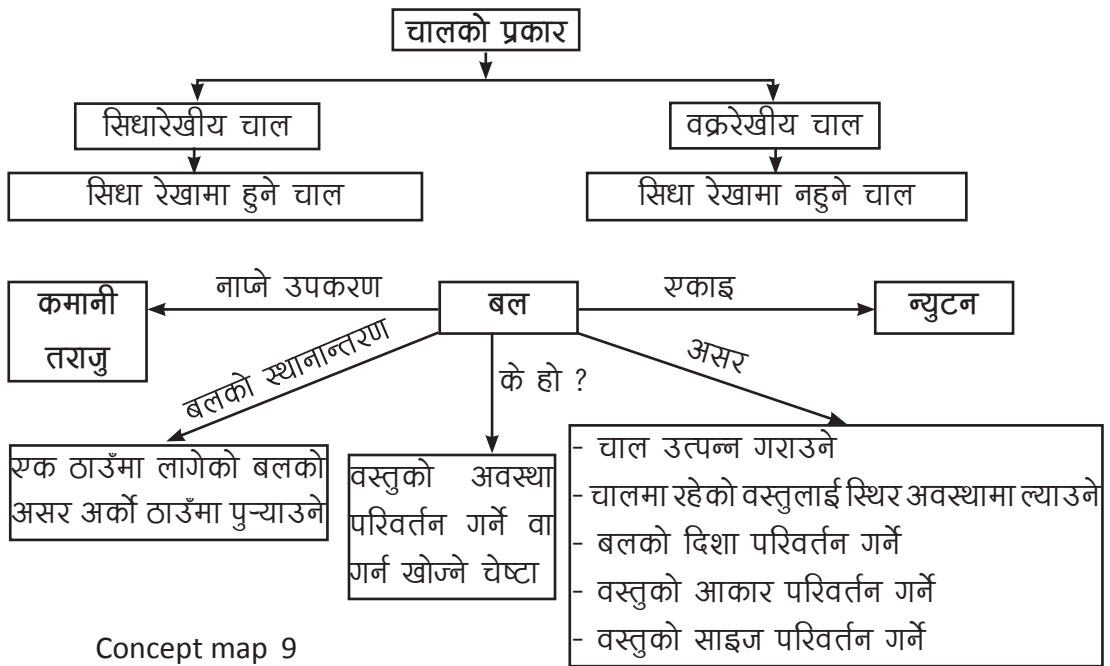 चालको प्रकार
सिधारेखीय चाल
वक्ररेखीय चाल
सिधा रेखामा हुने चाल
सिधा रेखामा नहुने चाल
कमानी
तराजु
नाप्ने उपकरण
बल
एकाइ
न्युटन
बलको स्थानान्तरण
के हो ?
असर
एक ठाउँमा लागेको बलको
असर अर्को ठाउँमा पुऱ्याउने
वस्तुको अवस्था
परिवर्तन गर्ने वा
गर्न खोज्ने चेष्टा
- चाल उत्पन्न गराउने
- चालमा रहेको वस्तुलाई स्थिर अवस्थामा ल्याउने
- बलको दिशा परिवर्तन गर्ने
- वस्तुको आकार परिवर्तन गर्ने
- वस्तुको साइज परिवर्तन गर्ने
Concept map 9